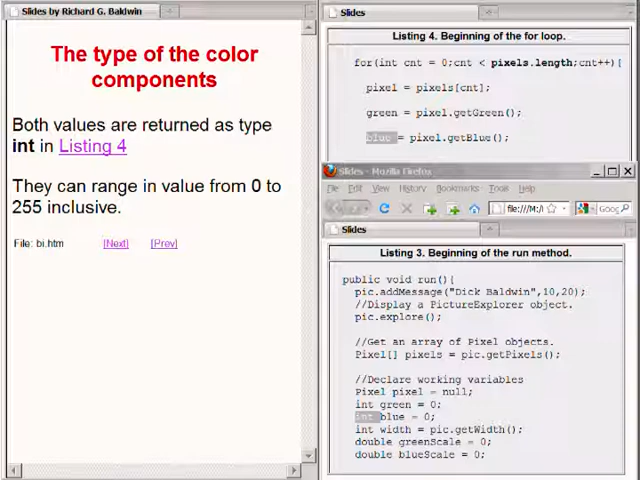 Slides by Richard G. Baldwin
The type of the color
components
Both values are returned as type
int in Listing 4
They can range in value from 0 to
255 inclusive.
File: bi.htm [Next] [Prev]
Slides
Listing 4. Beginning of the for loop.
for(int cnt = 0;cnt < pixels.length;cnt++){
pixel = pixels[cnt];
green = pixel.getGreen();
blue = pixel.getBlue();
Slides - Mozilla Firefox
File Edit View History Bookmarks Tools Help
file:///M:/ Goog
Slides
Listing 3. Beginning of the run method.
public void run(){
pic.addMessage("Dick Baldwin",10,20);
//Display a PictureExplorer object.
pic.explore();
//Get an array of Pixel objects.
Pixel[] pixels = pic.getPixels();
//Declare working variables
Pixel pixel = null;
int green = 0;
int blue = 0;
int width = pic.getWidth();
double greenScale = 0;
double blueScale = 0;